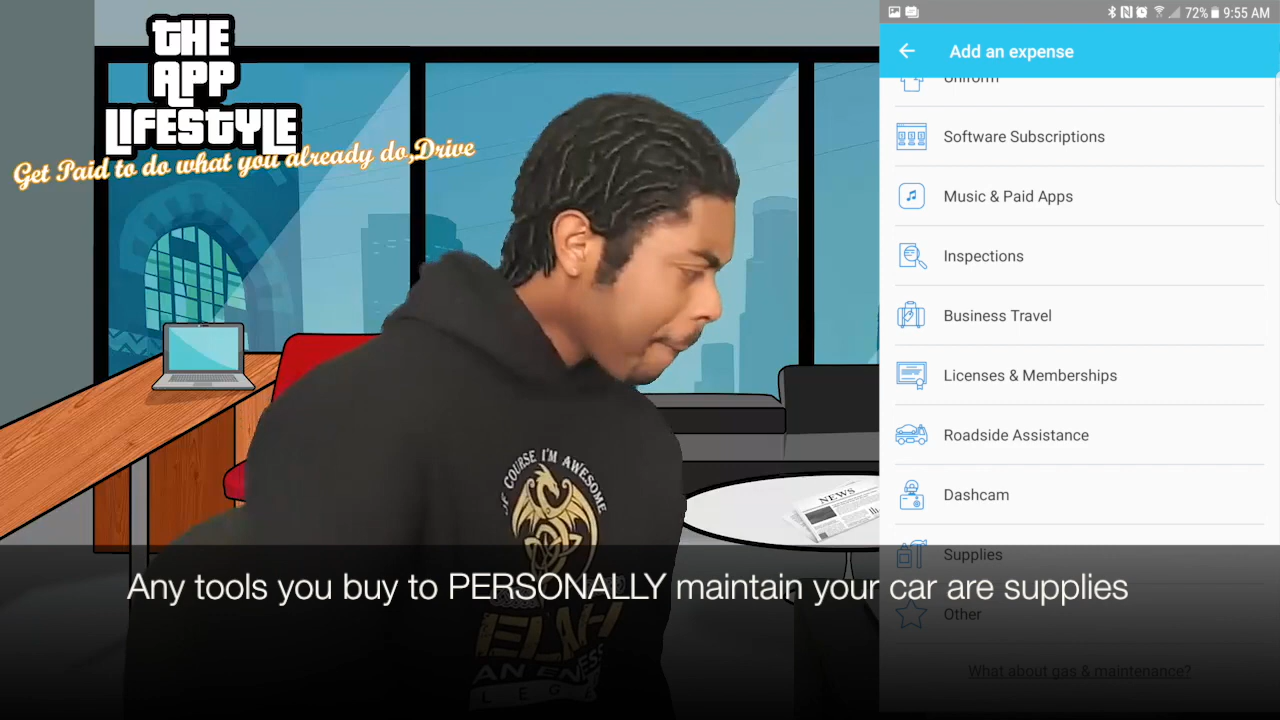 THE
APP
LIFESTYLE
Get Paid to do what you already do,Drive
72% 9:55 AM
Add an expense
Uniform
Software Subscriptions
Music & Paid Apps
Inspections
Business Travel
Licenses & Memberships
Roadside Assistance
Dashcam
Supplies
Other
What about gas & maintenance?
OF COURSE I'M AWESOME
NEWS
Any tools you buy to PERSONALLY maintain your car are supplies